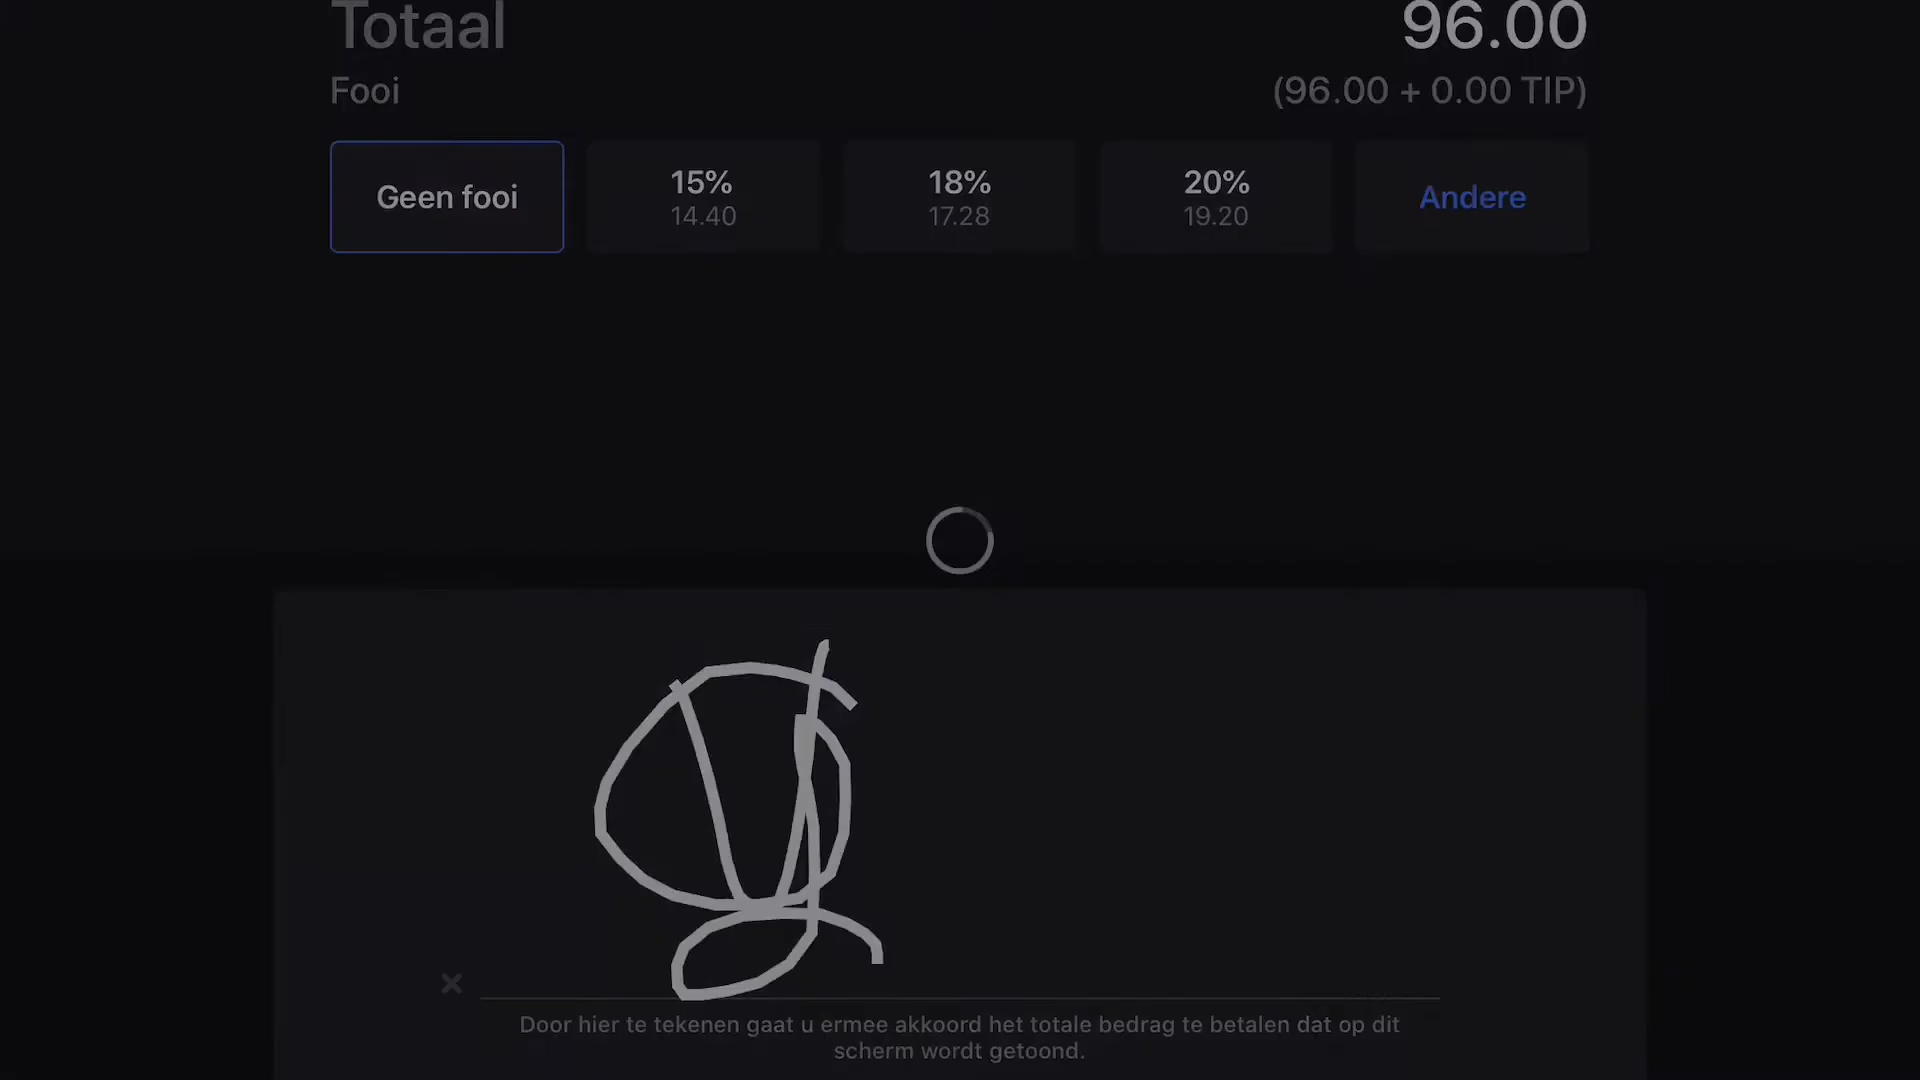 Totaal 96.00
Fooi (96.00 + 0.00 TIP)
Geen fooi 15% 18% 20% Andere
14.40 17.28 19.20
Door hier te tekenen gaat u ermee akkoord het totale bedrag te betalen dat op dit
scherm wordt getoond.